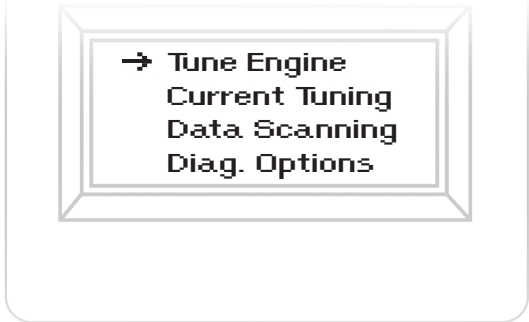 → Tune Engine
Current Tuning
Data Scanning
Diag. Options